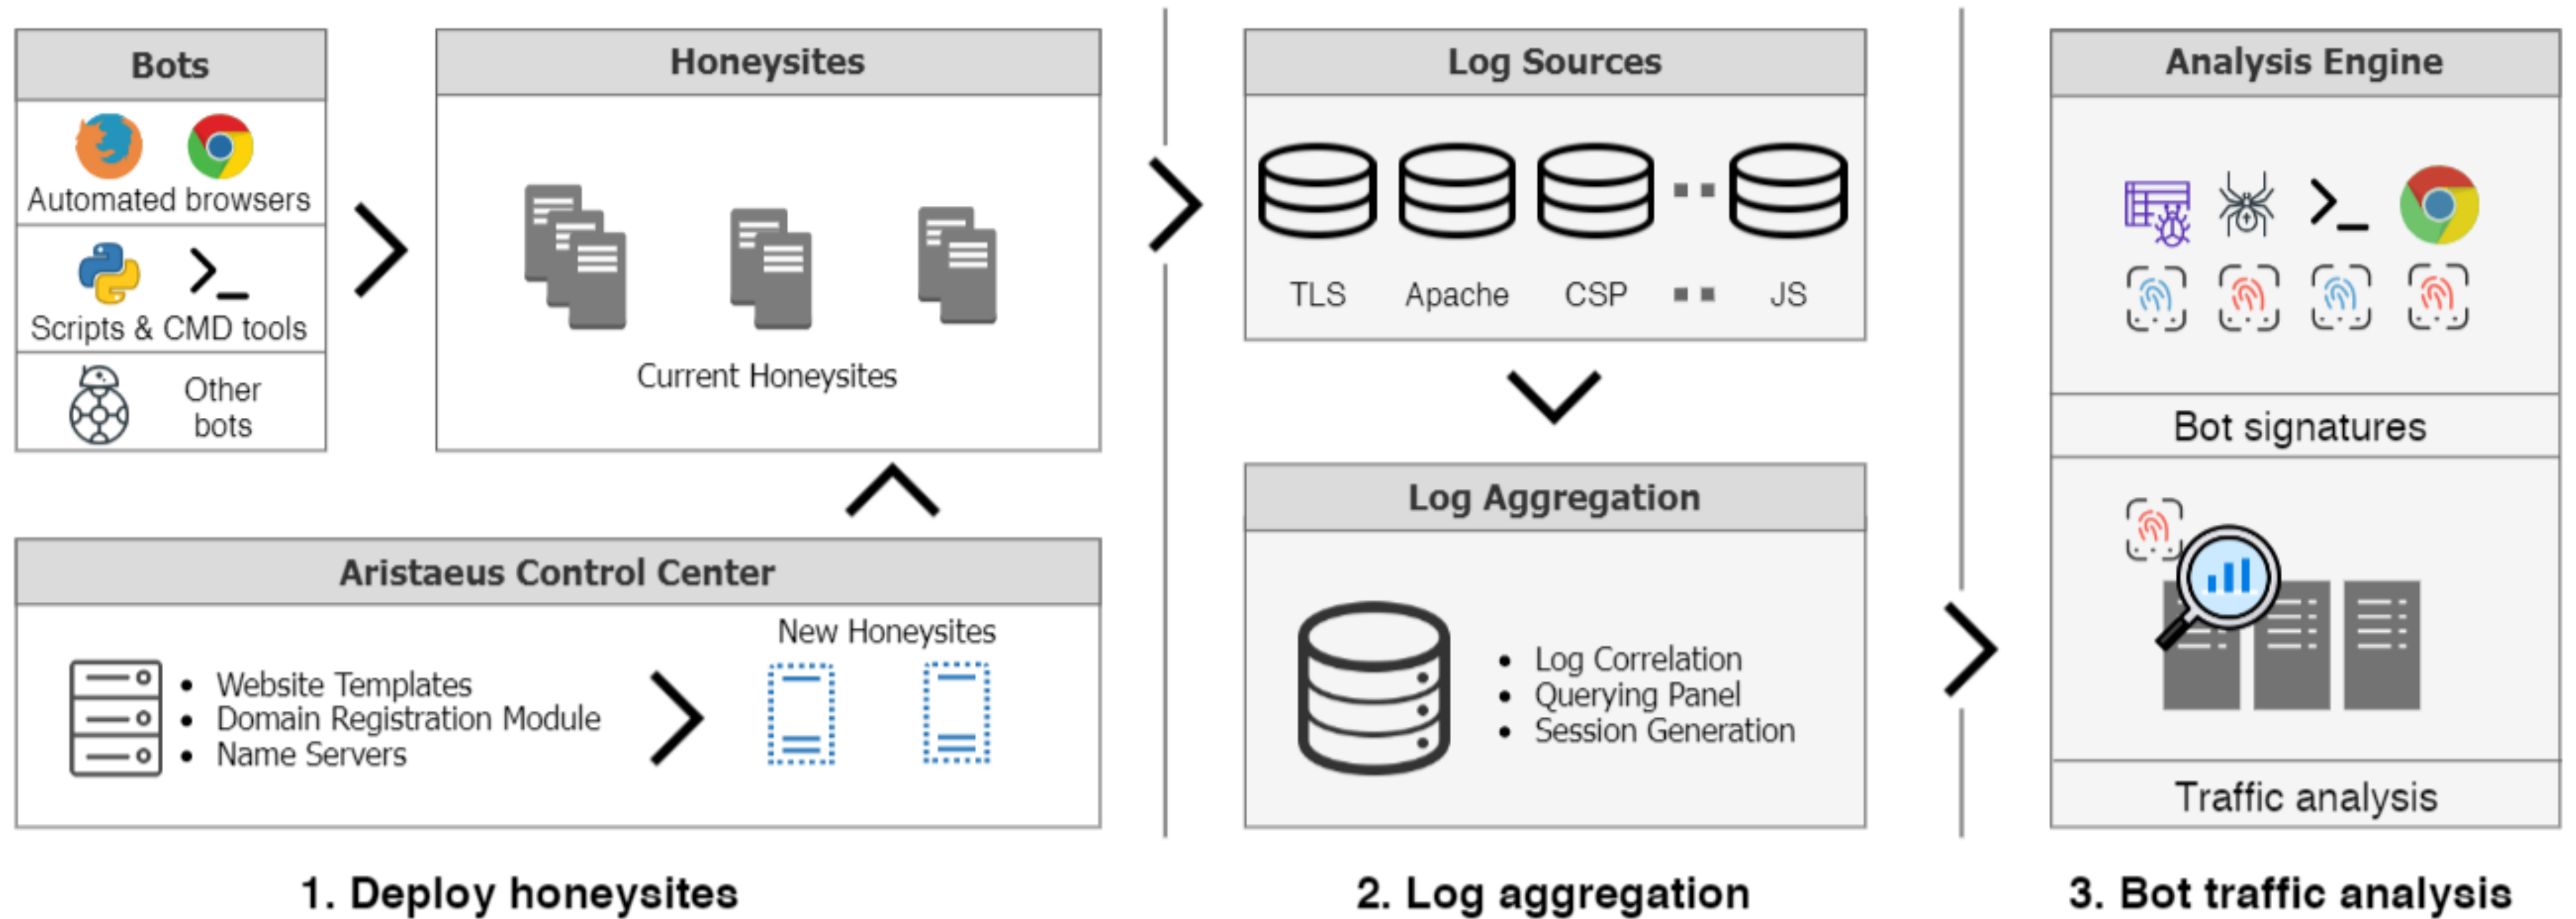 Bots
Automated browsers
Scripts & CMD tools
Other
bots
Honeysites
Current Honeysites
Aristaeus Control Center
• Website Templates
• Domain Registration Module
• Name Servers
New Honeysites
1. Deploy honeysites
Log Sources
TLS Apache CSP JS
Log Aggregation
• Log Correlation
• Querying Panel
• Session Generation
2. Log aggregation
Analysis Engine
Bot signatures
Traffic analysis
3. Bot traffic analysis